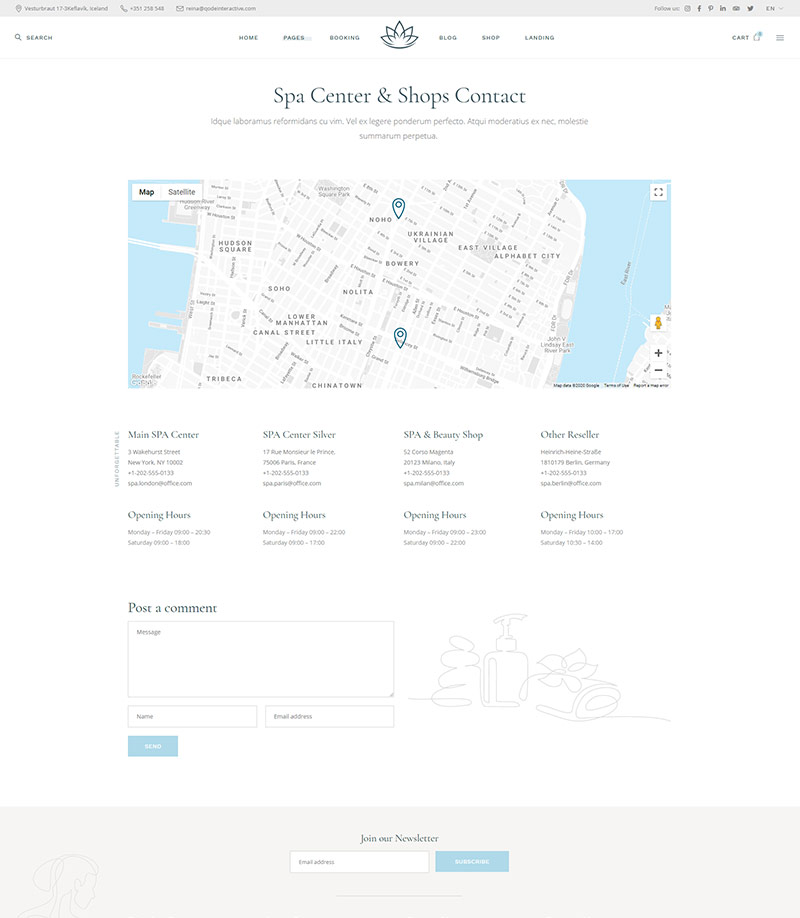 Vesturbraut 17-3Keflavik, Iceland +351 258 548 reina@qodeinteractive.com Follow us: EN
SEARCH HOME PAGES BOOKING BLOG SHOP LANDING CART
Spa Center & Shops Contact
Idque laboramus reformidans cu vim. Vel ex legere ponderum perfecto. Atqui moderatius ex nec, molestie
summarum perpetua.
Map Satellite
Hudson River
Greenway
Washington
Square Park
NOHO
HUDSON
SQUARE
UKRAINIAN
VILLAGE
EAST VILLAGE
ALPHABET CITY
BOWERY
SOHO
NOLITA
LOWER
MANHATTAN
CANAL STREET
LITTLE ITALY
East River
John V.
Lindsay East
River Park
Rockefeller
TRIBECA
CHINATOWN
Williamsburg Bridge
Map data ©2020 Google Terms of Use Report a map error
UNFORGETTABLE
Main SPA Center
3 Wakehurst Street
New York, NY 10002
+1-202-555-0133
spa.london@office.com
SPA Center Silver
17 Rue Monsieur le Prince,
75006 Paris, France
+1-202-555-0133
spa.paris@office.com
SPA & Beauty Shop
52 Corso Magenta
20123 Milano, Italy
+1-202-555-0133
spa.milan@office.com
Other Reseller
Heinrich-Heine-Straße
1810179 Berlin, Germany
+1-202-555-0133
spa.berlin@office.com
Opening Hours
Monday – Friday 09:00 – 20:30
Saturday 09:00 – 18:00
Opening Hours
Monday – Friday 09:00 – 22:00
Saturday 09:00 – 17:00
Opening Hours
Monday – Friday 09:00 – 23:00
Saturday 09:00 – 22:00
Opening Hours
Monday – Friday 10:00 – 17:00
Saturday 10:30 – 14:00
Post a comment
Message
Name Email address
SEND
Join our Newsletter
Email address SUBSCRIBE